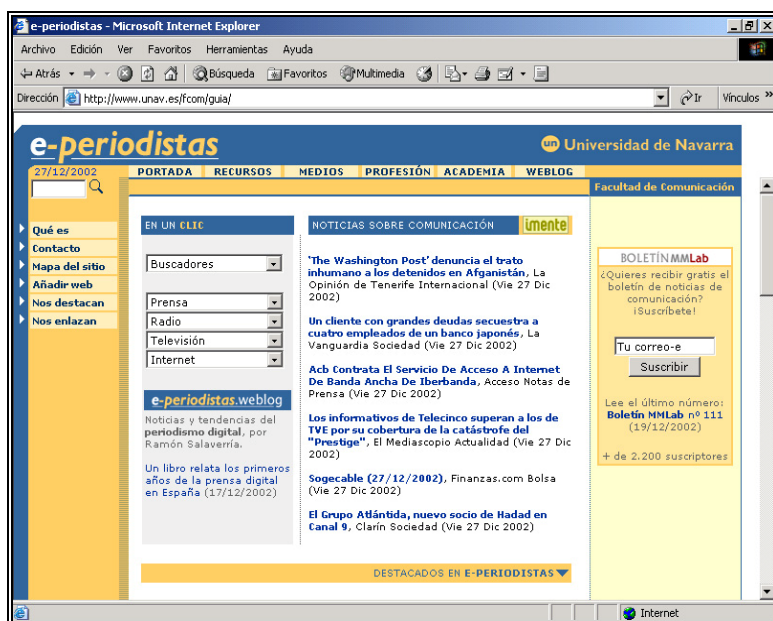 e-periodistas - Microsoft Internet Explorer
Archivo Edición Ver Favoritos Herramientas Ayuda
Atrás Búsqueda Favoritos Multimedia
Dirección http://www.unav.es/fcom/guia/ Ir Vínculos »
e-periodistas
un Universidad de Navarra
27/12/2002
PORTADA RECURSOS MEDIOS PROFESIÓN ACADEMIA WEBLOG
Facultad de Comunicación
Qué es
Contacto
Mapa del sitio
Añadir web
Nos destacan
Nos enlazan
EN UN CLIC
Buscadores
Prensa
Radio
Televisión
Internet
e-periodistas.weblog
Noticias y tendencias del
periodismo digital, por
Ramón Salaverría.
Un libro relata los primeros
años de la prensa digital
en España (17/12/2002)
NOTICIAS SOBRE COMUNICACIÓN imente
'The Washington Post' denuncia el trato
inhumano a los detenidos en Afganistán, La
Opinión de Tenerife Internacional (Vie 27 Dic
2002)
Un cliente con grandes deudas secuestra a
cuatro empleados de un banco japonés, La
Vanguardia Sociedad (Vie 27 Dic 2002)
Acb Contrata El Servicio De Acceso A Internet
De Banda Ancha De Iberbanda, Acceso Notas de
Prensa (Vie 27 Dic 2002)
Los informativos de Telecinco superan a los de
TVE por su cobertura de la catástrofe del
"Prestige", El Mediascopio Actualidad (Vie 27 Dic
2002)
Sogecable (27/12/2002), Finanzas.com Bolsa
(Vie 27 Dic 2002)
El Grupo Atlántida, nuevo socio de Hadad en
Canal 9, Clarín Sociedad (Vie 27 Dic 2002)
DESTACADOS EN E-PERIODISTAS
BOLETÍN MMLab
¿Quieres recibir gratis el
boletín de noticias de
comunicación?
¡Suscríbete!
Tu correo-e
Suscribir
Lee el último número:
Boletín MMLab nº 111
(19/12/2002)
+ de 2.200 suscriptores
Internet